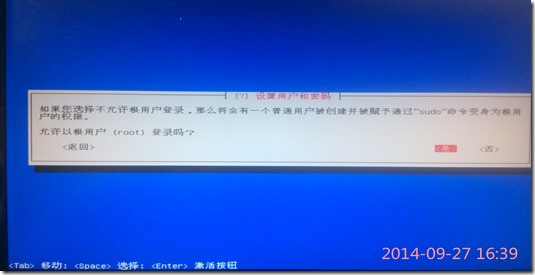 [?] 设置用户和密码
如果您选择不允许根用户登录，那么将会有一个普通用户被创建并被赋予通过"sudo"命令变身为根用
户的权限。
允许以根用户 (root) 登录吗？
<返回> <是> <否>
<Tab> 移动; <Space> 选择; <Enter> 激活按钮
2014-09-27 16:39